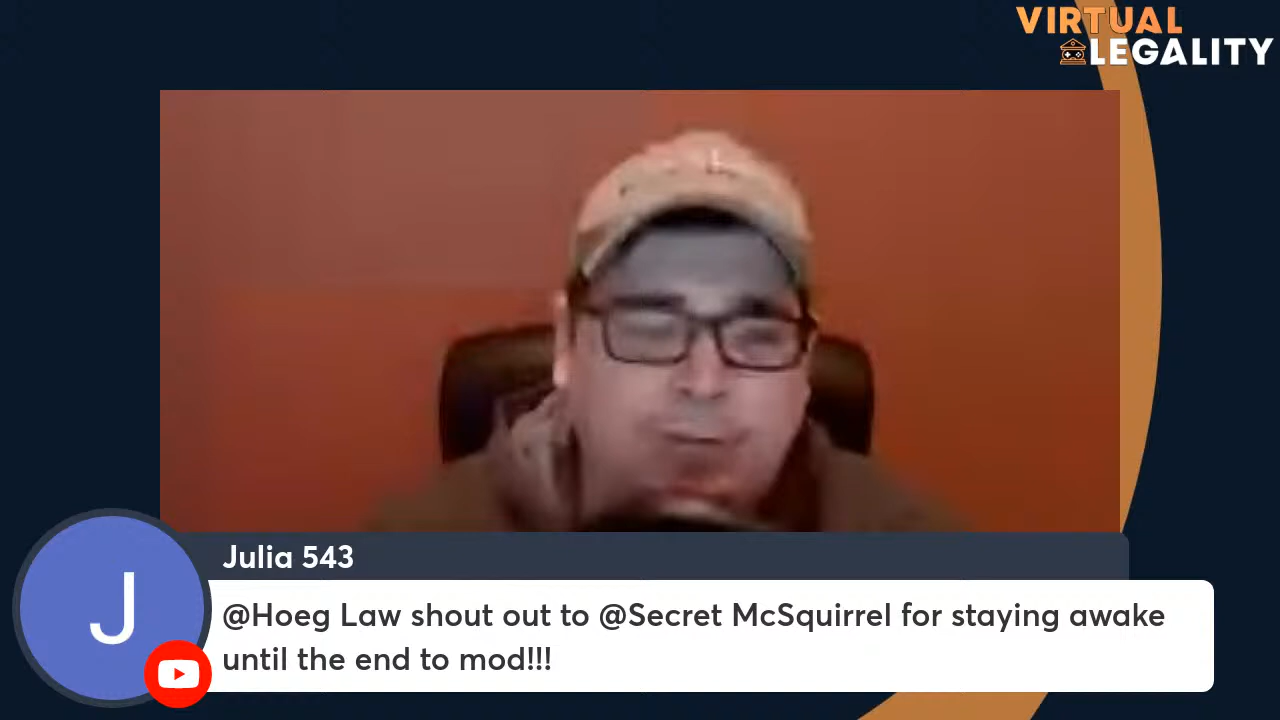 VIRTUAL
LEGALITY
J
Julia 543
@Hoeg Law shout out to @Secret McSquirrel for staying awake
until the end to mod!!!